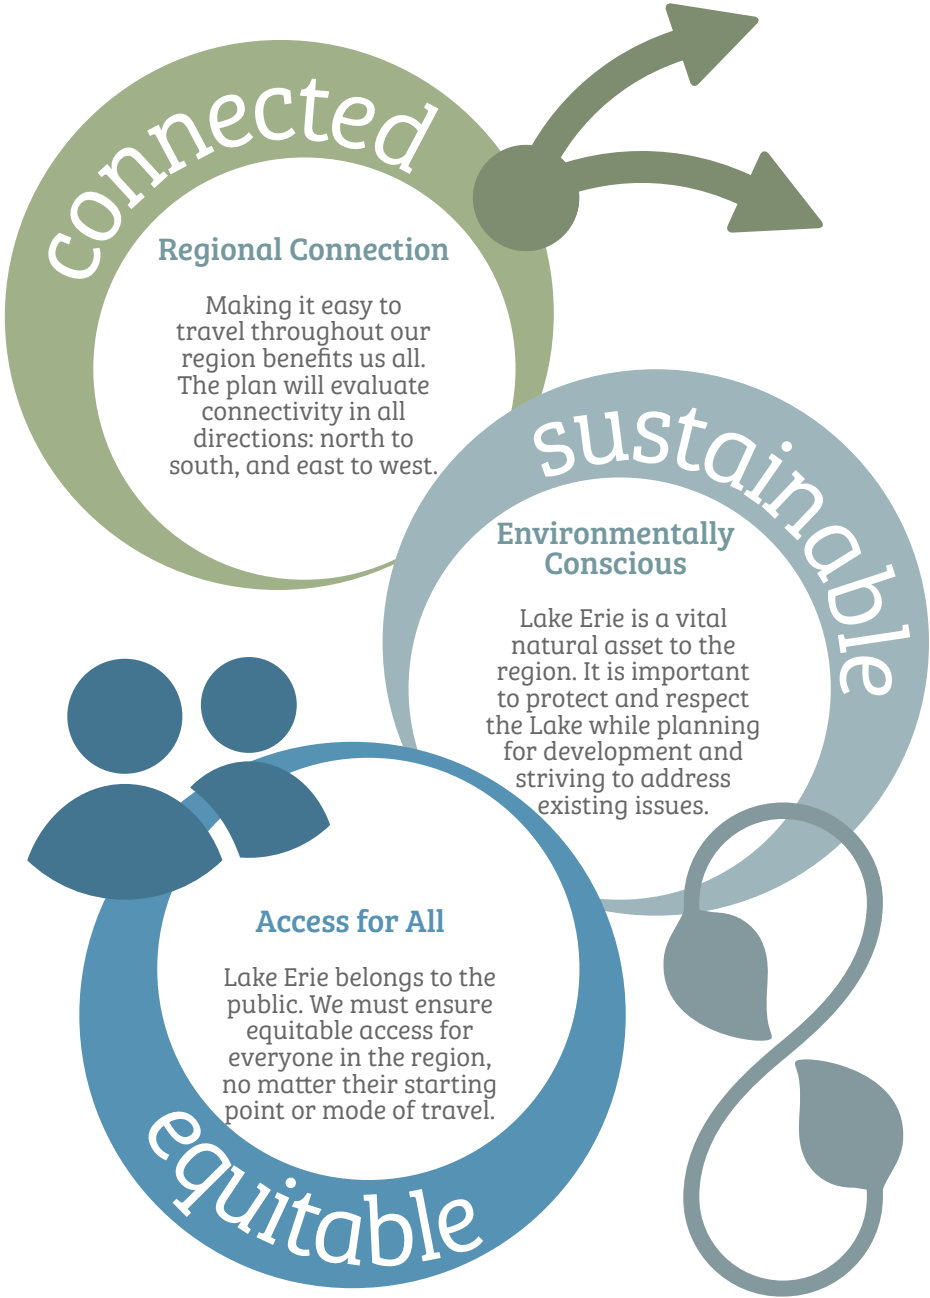 connected
Regional Connection
Making it easy to
travel throughout our
region benefits us all.
The plan will evaluate
connectivity in all
directions: north to
south, and east to west.
sustainable
Environmentally
Conscious
Lake Erie is a vital
natural asset to the
region. It is important
to protect and respect
the Lake while planning
for development and
striving to address
existing issues.
Access for All
Lake Erie belongs to the
public. We must ensure
equitable access for
everyone in the region,
no matter their starting
point or mode of travel.
equitable